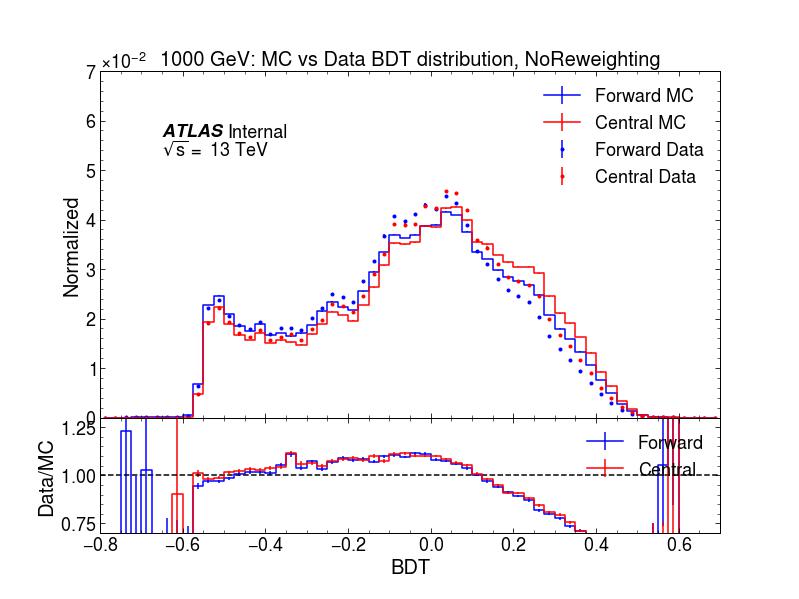 ×10−2 1000 GeV: MC vs Data BDT distribution, NoReweighting
7
6
5
4
3
2
1
0
Normalized
ATLAS Internal
√s = 13 TeV
Forward MC
Central MC
Forward Data
Central Data
1.25
1.00
0.75
Data/MC
Forward
Central
−0.8 −0.6 −0.4 −0.2 0.0 0.2 0.4 0.6
BDT